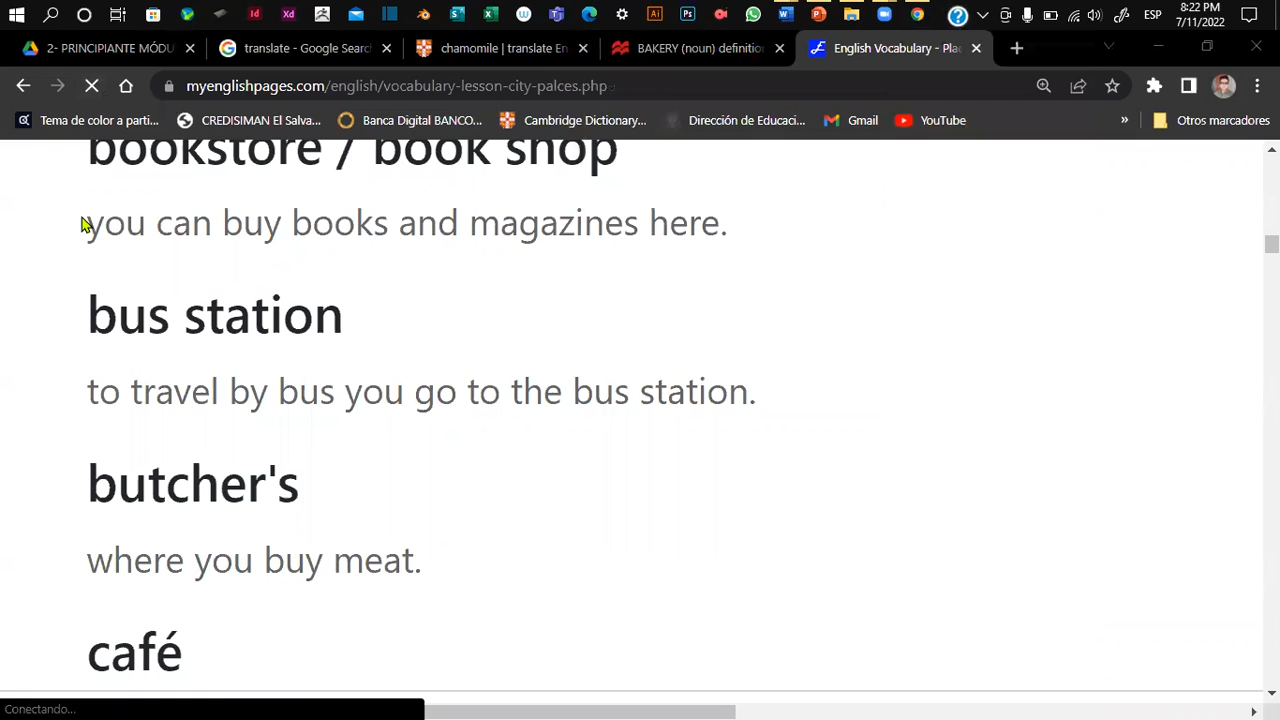 ESP
8:22 PM
7/11/2022
2- PRINCIPIANTE MÓDU
translate - Google Searc
chamomile | translate En
BAKERY (noun) definitio
English Vocabulary - Pla
myenglishpages.com/english/vocabulary-lesson-city-palces.php
Tema de color a parti...
CREDISIMAN El Salva...
Banca Digital BANCO...
Cambridge Dictionary...
Dirección de Educaci...
Gmail
YouTube
»
Otros marcadores
bookstore / book shop
you can buy books and magazines here.
bus station
to travel by bus you go to the bus station.
butcher's
where you buy meat.
café
Conectando...